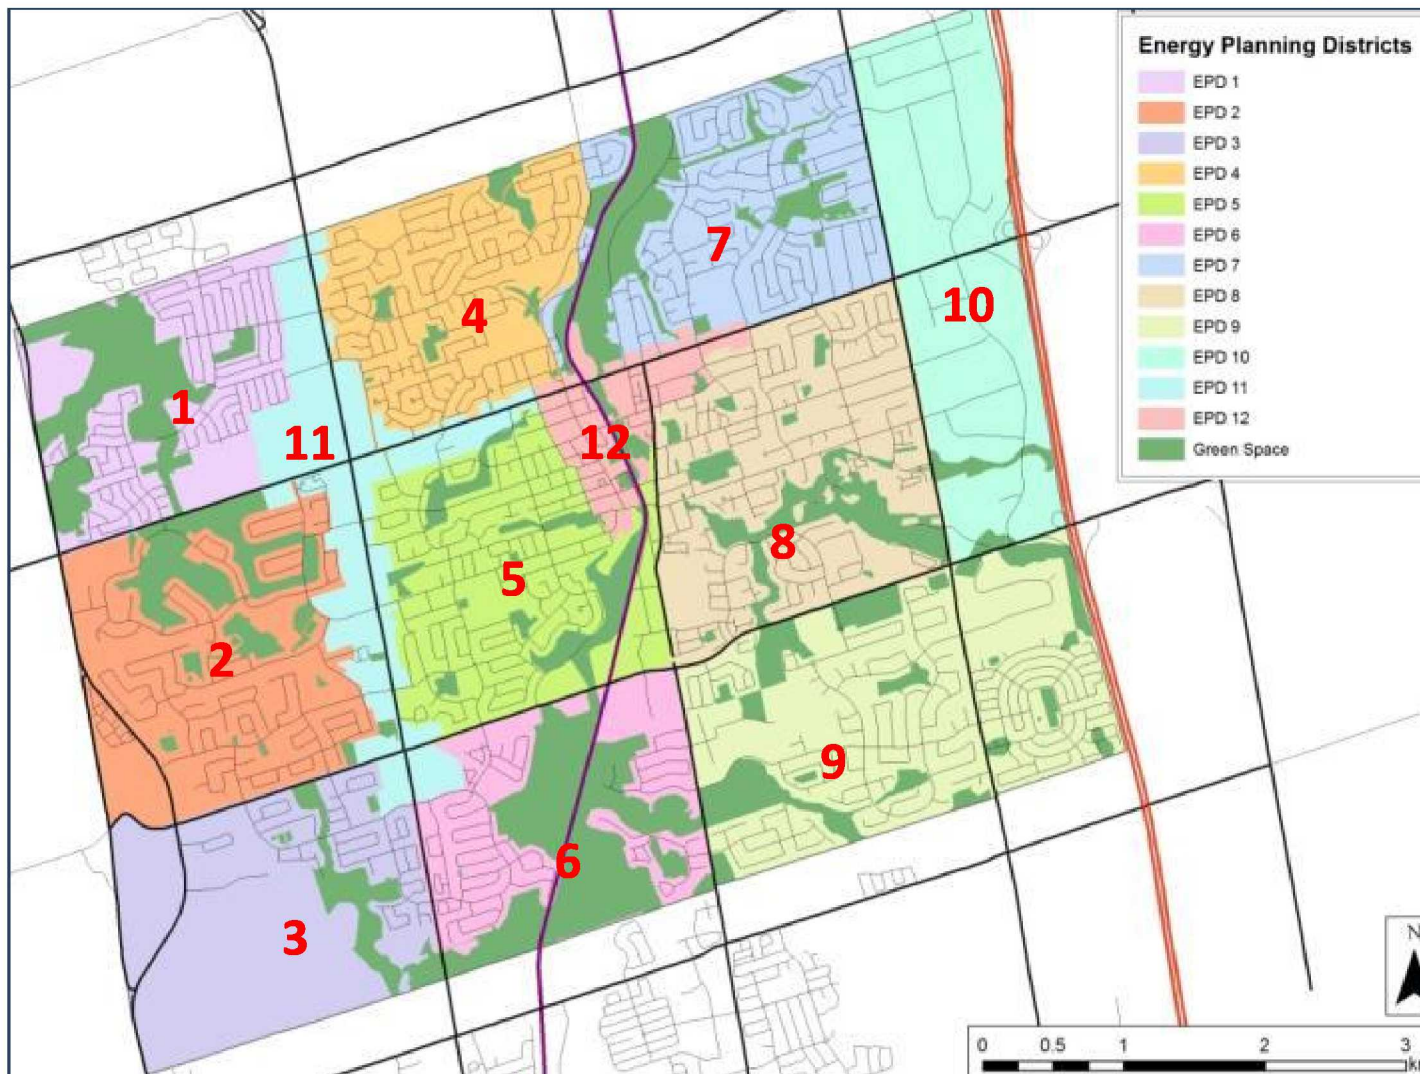 Energy Planning Districts
EPD 1
EPD 2
EPD 3
EPD 4
EPD 5
EPD 6
EPD 7
EPD 8
EPD 9
EPD 10
EPD 11
EPD 12
Green Space
7
10
4
1
11
12
8
5
2
9
6
3
N
0 0.5 1 2 3